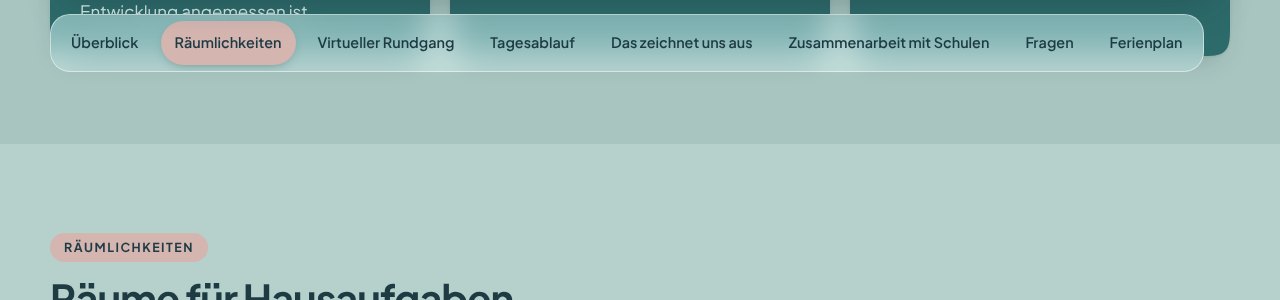 Entwicklung angemessen ist.
Überblick Räumlichkeiten Virtueller Rundgang Tagesablauf Das zeichnet uns aus Zusammenarbeit mit Schulen Fragen Ferienplan
RÄUMLICHKEITEN
Räume für Hausaufgaben